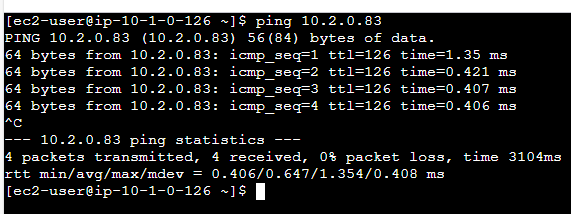 [ec2-user@ip-10-1-0-126 ~]$ ping 10.2.0.83
PING 10.2.0.83 (10.2.0.83) 56(84) bytes of data.
64 bytes from 10.2.0.83: icmp_seq=1 ttl=126 time=1.35 ms
64 bytes from 10.2.0.83: icmp_seq=2 ttl=126 time=0.421 ms
64 bytes from 10.2.0.83: icmp_seq=3 ttl=126 time=0.407 ms
64 bytes from 10.2.0.83: icmp_seq=4 ttl=126 time=0.406 ms
^C
--- 10.2.0.83 ping statistics ---
4 packets transmitted, 4 received, 0% packet loss, time 3104ms
rtt min/avg/max/mdev = 0.406/0.647/1.354/0.408 ms
[ec2-user@ip-10-1-0-126 ~]$